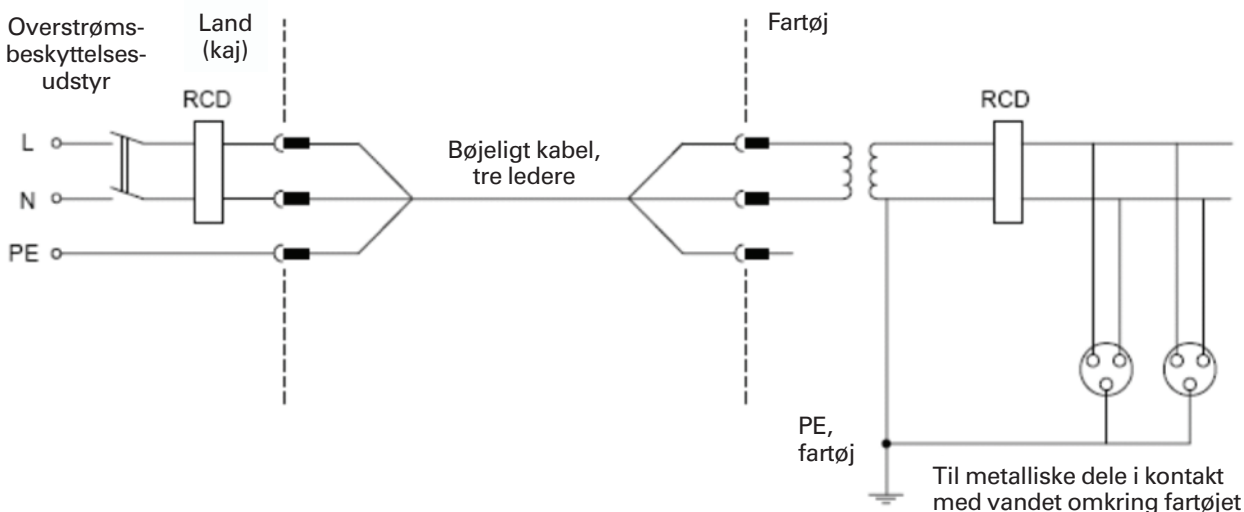 Overstrøms-
beskyttelses-
udstyr
Land
(kaj)
Fartøj
RCD
RCD
L
N
PE
Bøjeligt kabel,
tre ledere
PE,
fartøj
Til metalliske dele i kontakt
med vandet omkring fartøjet